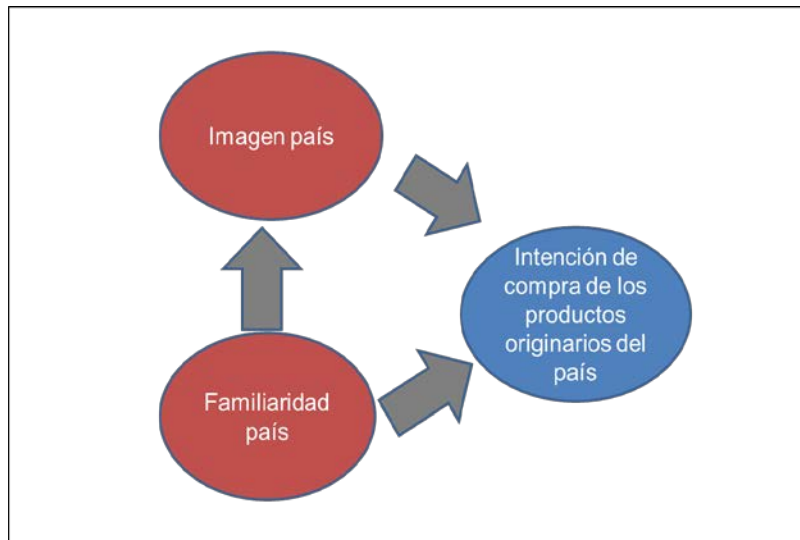 Imagen país
Intención de
compra de los
productos
originarios del
país
Familiaridad
país